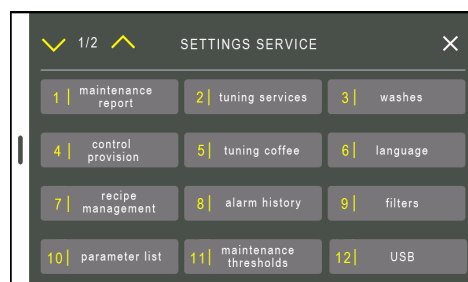 1/2 SETTINGS SERVICE
1 maintenance report
2 tuning services
3 washes
4 control provision
5 tuning coffee
6 language
7 recipe management
8 alarm history
9 filters
10 parameter list
11 maintenance thresholds
12 USB